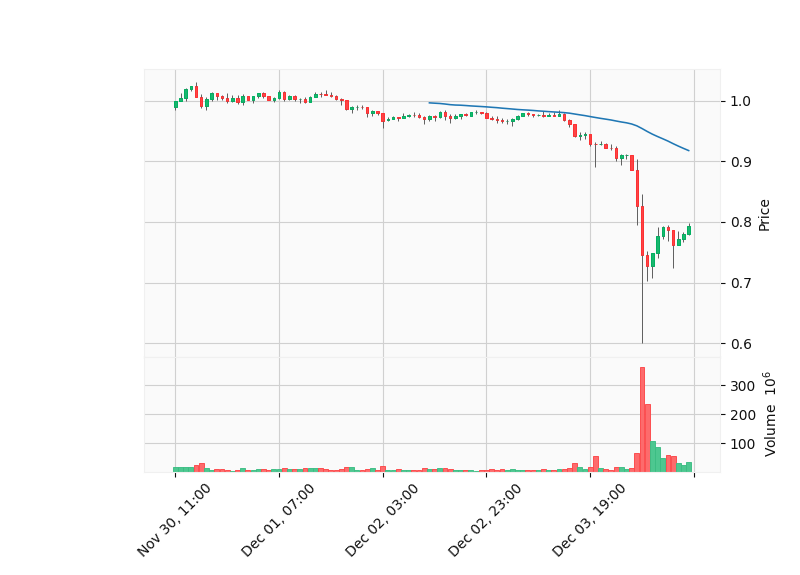 1.0
0.9
0.8
0.7
0.6
Price
300
200
100
Volume 10⁶
Nov 30, 11:00
Dec 01, 07:00
Dec 02, 03:00
Dec 02, 23:00
Dec 03, 19:00